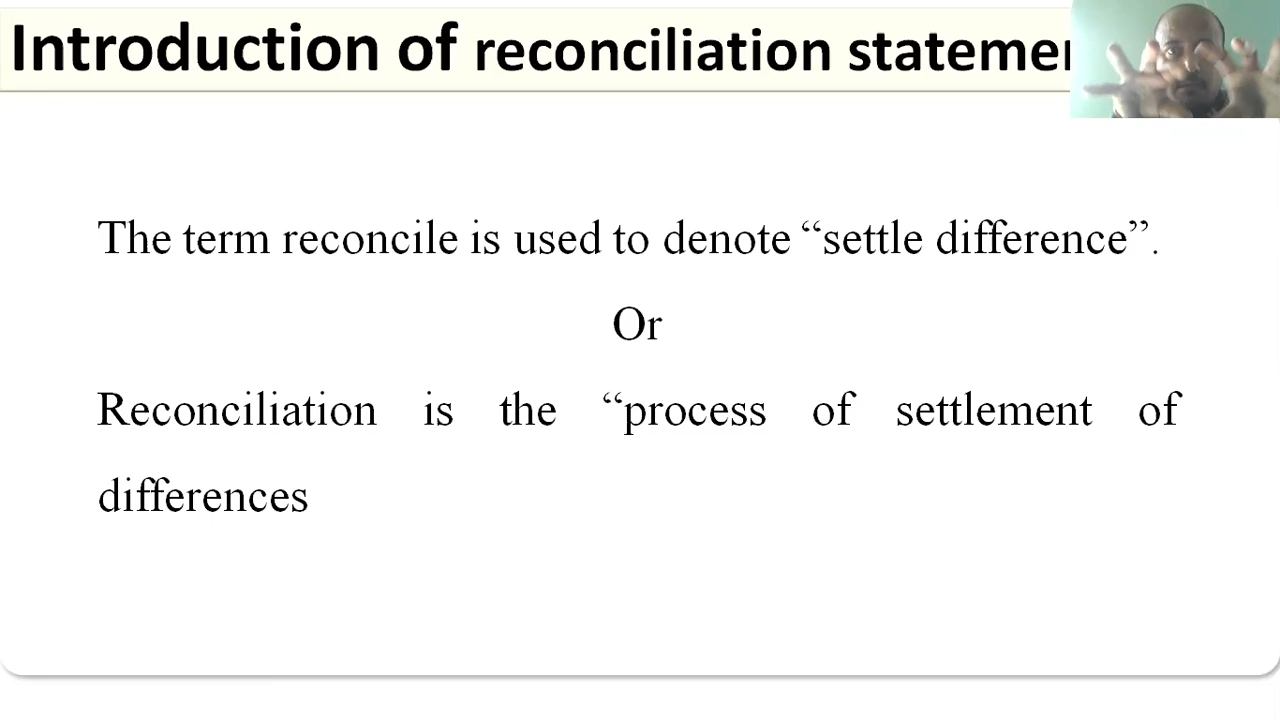 Introduction of reconciliation
The term reconcile is used to denote “settle difference”.
Or
Reconciliation is the “process of settlement of
differences